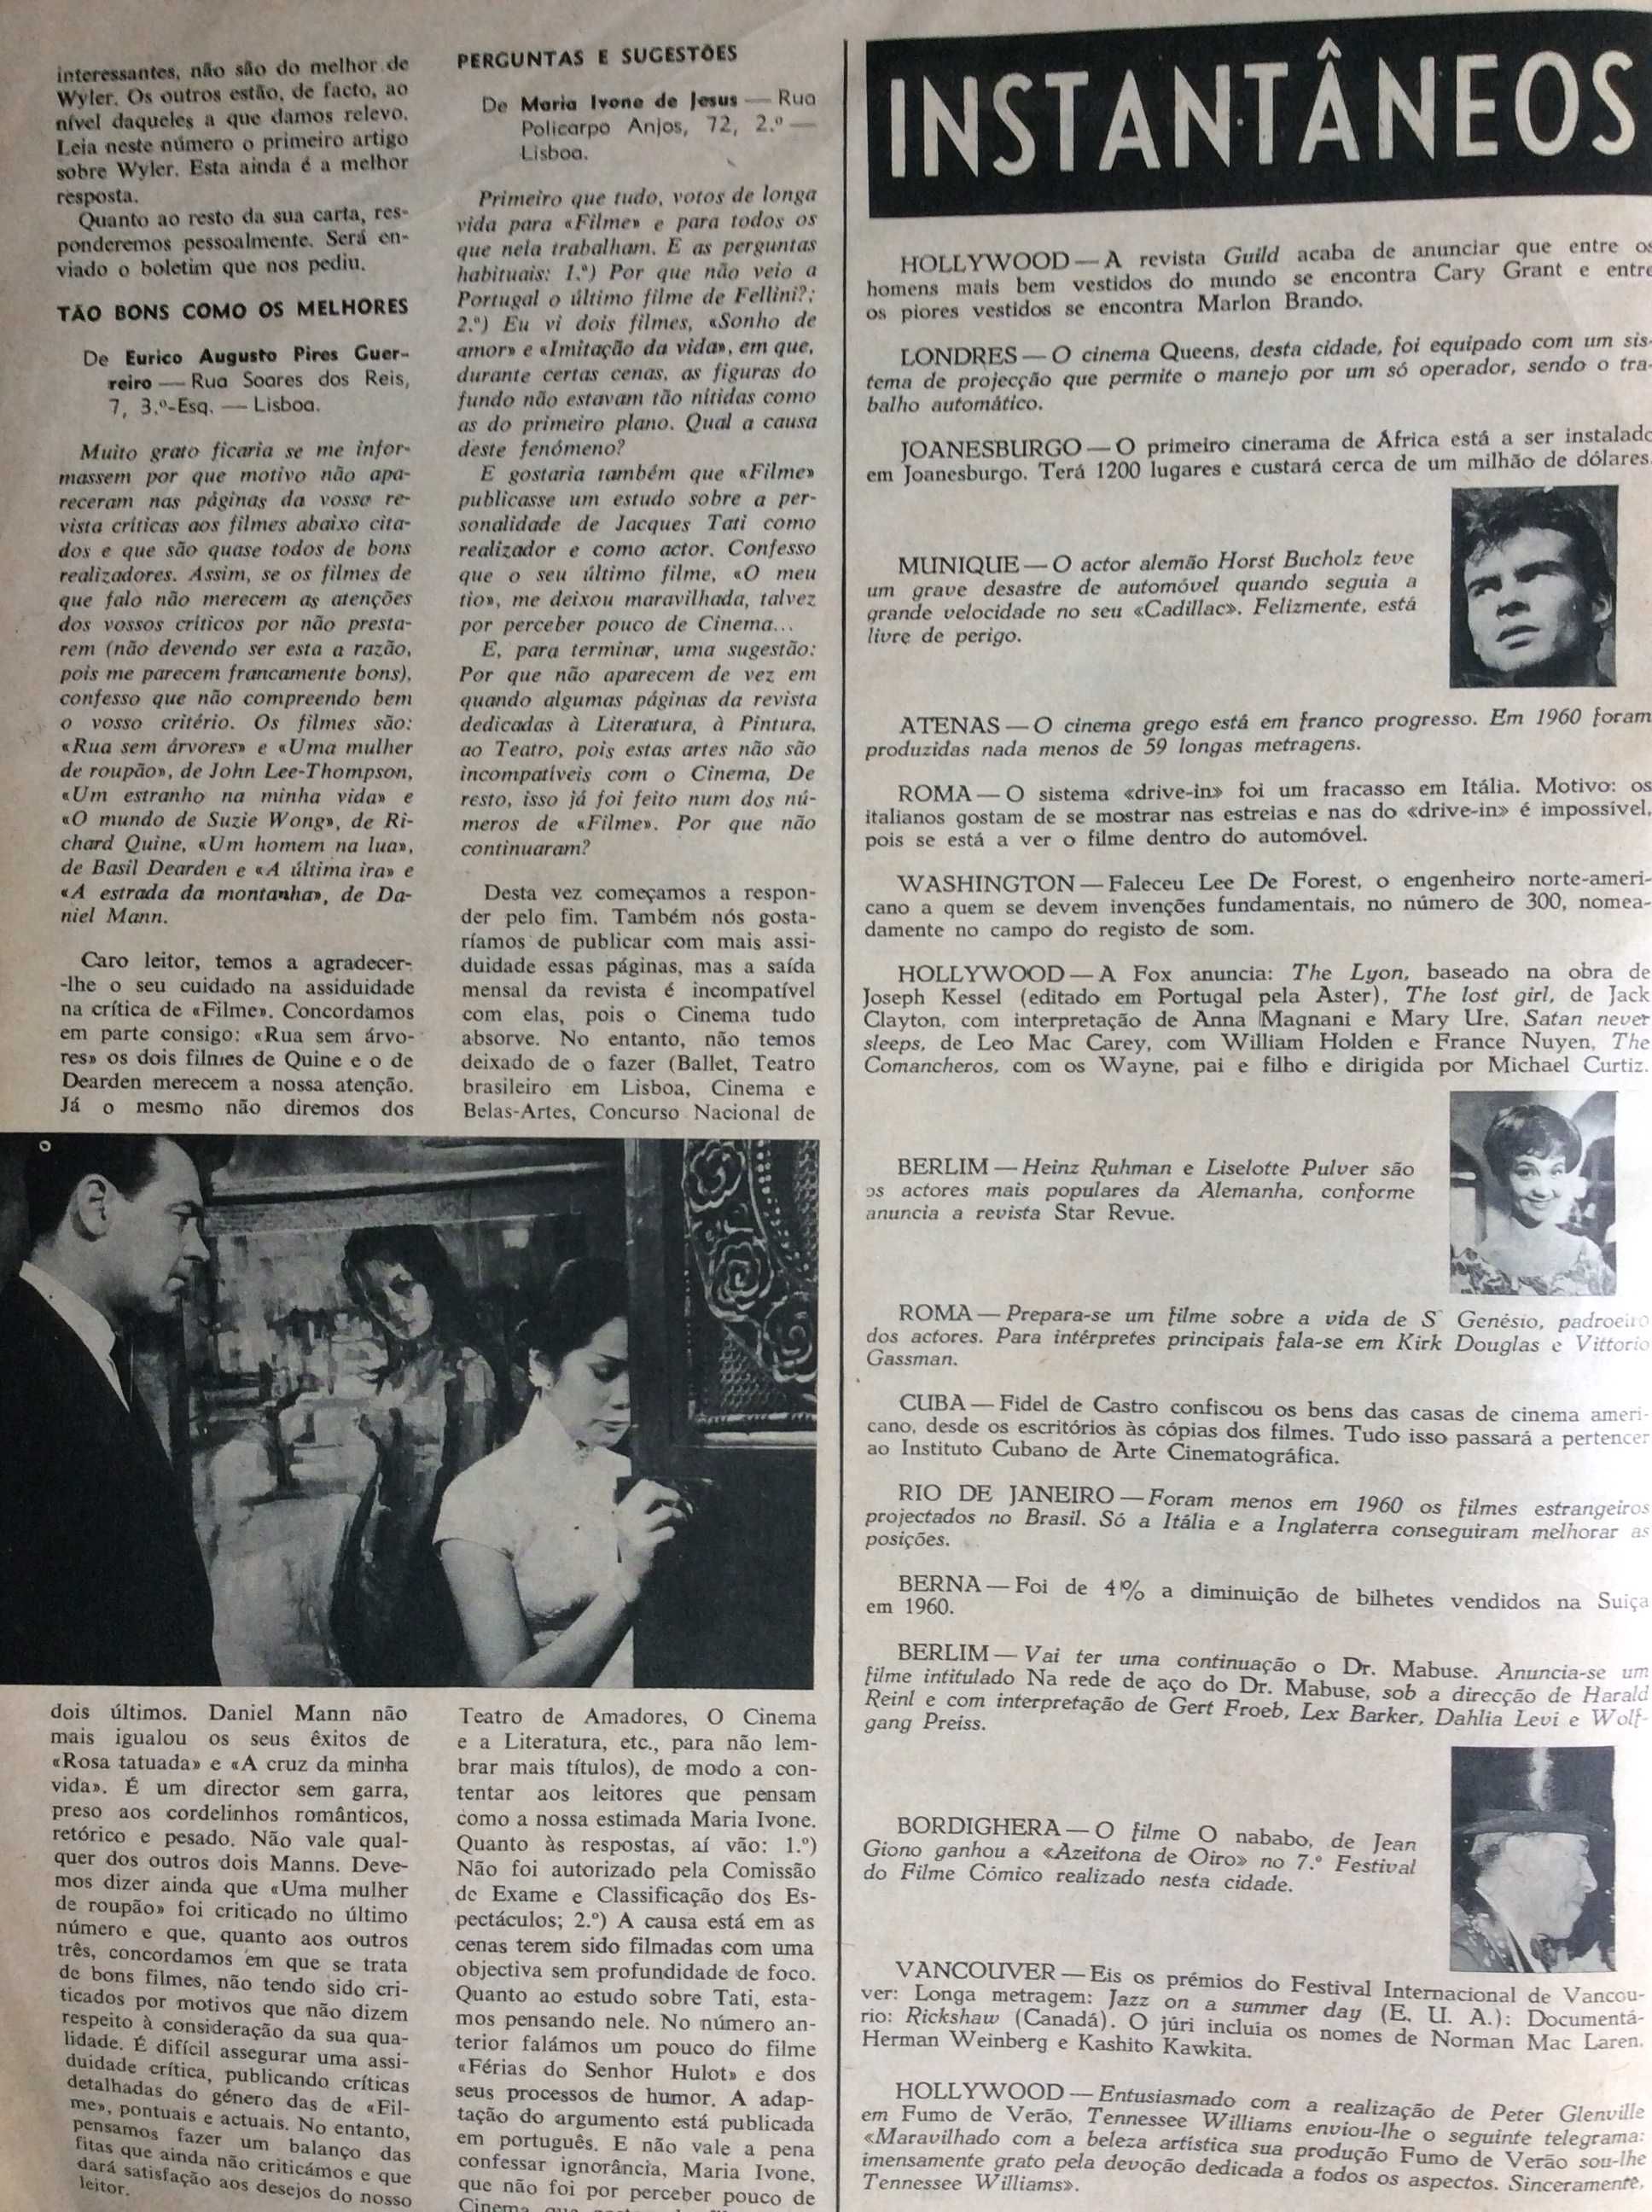 interessantes, não são do melhor de
Wyler. Os outros estão, de facto, ao
nível daqueles a que damos relevo.
Leia neste número o primeiro artigo
sobre Wyler. Esta ainda é a melhor
resposta.
Quanto ao resto da sua carta, res-
ponderemos pessoalmente. Será en-
viado o boletim que nos pediu.
TÃO BONS COMO OS MELHORES
De Eurico Augusto Pires Guer-
reiro — Rua Soares dos Reis,
7, 3.º-Esq. — Lisboa.
Muito grato ficaria se me infor-
massem por que motivo não apa-
receram nas páginas da vossa re-
vista críticas aos filmes abaixo cita-
dos e que são quase todos de bons
realizadores. Assim, se os filmes de
que falo não merecem as atenções
dos vossos críticos por não presta-
rem (não devendo ser esta a razão,
pois me parecem francamente bons),
confesso que não compreendo bem
o vosso critério. Os filmes são:
«Rua sem árvores» e «Uma mulher
de roupão», de John Lee-Thompson,
«Um estranho na minha vida» e
«O mundo de Suzie Wong», de Ri-
chard Quine, «Um homem na lua»,
de Basil Dearden e «A última ira» e
«A estrada da montanha», de Da-
niel Mann.
Caro leitor, temos a agradecer-
-lhe o seu cuidado na assiduidade
na crítica de «Filme». Concordamos
em parte consigo: «Rua sem árvo-
res» os dois filmes de Quine e o de
Dearden merecem a nossa atenção.
Já o mesmo não diremos dos
dois últimos. Daniel Mann não
mais igualou os seus êxitos de
«Rosa tatuada» e «A cruz da minha
vida». É um director sem garra,
preso aos cordelinhos românticos,
retórico e pesado. Não vale qual-
quer dos outros dois Manns. Deve-
mos dizer ainda que «Uma mulher
de roupão» foi criticado no último
número e que, quanto aos outros
três, concordamos em que se trata
de bons filmes, não tendo sido cri-
ticados por motivos que não dizem
respeito à consideração da sua qua-
lidade. É difícil assegurar uma assi-
duidade crítica, publicando críticas
detalhadas do género das de «Fil-
me», pontuais e actuais. No entanto,
pensamos fazer um balanço das
fitas que ainda não criticámos e que
dará satisfação aos desejos do nosso
leitor.
PERGUNTAS E SUGESTÕES
De Maria Ivone de Jesus — Rua
Policarpo Anjos, 72, 2.º —
Lisboa.
Primeiro que tudo, votos de longa
vida para «Filme» e para todos os
que nela trabalham. E as perguntas
habituais: 1.ª) Por que não veio a
Portugal o último filme de Fellini?;
2.ª) Eu vi dois filmes, «Sonho de
amor» e «Imitação da vida», em que,
durante certas cenas, as figuras do
fundo não estavam tão nítidas como
as do primeiro plano. Qual a causa
deste fenómeno?
E gostaria também que «Filme»
publicasse um estudo sobre a per-
sonalidade de Jacques Tati como
realizador e como actor. Confesso
que o seu último filme, «O meu
tio», me deixou maravilhada, talvez
por perceber pouco de Cinema...
E, para terminar, uma sugestão:
Por que não aparecem de vez em
quando algumas páginas da revista
dedicadas à Literatura, à Pintura,
ao Teatro, pois estas artes não são
incompatíveis com o Cinema, De
resto, isso já foi feito num dos nú-
meros de «Filme». Por que não
continuaram?
Desta vez começamos a respon-
der pelo fim. Também nós gosta-
ríamos de publicar com mais assi-
duidade essas páginas, mas a saída
mensal da revista é incompatível
com elas, pois o Cinema tudo
absorve. No entanto, não temos
deixado de o fazer (Ballet, Teatro
brasileiro em Lisboa, Cinema e
Belas-Artes, Concurso Nacional de
Teatro de Amadores, O Cinema
e a Literatura, etc., para não lem-
brar mais títulos), de modo a con-
tentar aos leitores que pensam
como a nossa estimada Maria Ivone.
Quanto às respostas, aí vão: 1.º)
Não foi autorizado pela Comissão
de Exame e Classificação dos Es-
pectáculos; 2.º) A causa está em as
cenas terem sido filmadas com uma
objectiva sem profundidade de foco.
Quanto ao estudo sobre Tati, esta-
mos pensando nele. No número an-
terior falámos um pouco do filme
«Férias do Senhor Hulot» e dos
seus processos de humor. A adap-
tação do argumento está publicada
em português. E não vale a pena
confessar ignorância, Maria Ivone,
que não foi por perceber pouco de
Cinema que
INSTANTÂNEOS
HOLLYWOOD — A revista Guild acaba de anunciar que entre os
homens mais bem vestidos do mundo se encontra Cary Grant e entre
os piores vestidos se encontra Marlon Brando.
LONDRES — O cinema Queens, desta cidade, foi equipado com um sis-
tema de projecção que permite o manejo por um só operador, sendo o tra-
balho automático.
JOANESBURGO — O primeiro cinerama de África está a ser instalado
em Joanesburgo. Terá 1200 lugares e custará cerca de um milhão de dólares.
MUNIQUE — O actor alemão Horst Bucholz teve
um grave desastre de automóvel quando seguia a
grande velocidade no seu «Cadillac». Felizmente, está
livre de perigo.
ATENAS — O cinema grego está em franco progresso. Em 1960 foram
produzidas nada menos de 59 longas metragens.
ROMA — O sistema «drive-in» foi um fracasso em Itália. Motivo: os
italianos gostam de se mostrar nas estreias e nas do «drive-in» é impossível,
pois se está a ver o filme dentro do automóvel.
WASHINGTON — Faleceu Lee De Forest, o engenheiro norte-ameri-
cano a quem se devem invenções fundamentais, no número de 300, nomea-
damente no campo do registo de som.
HOLLYWOOD — A Fox anuncia: The Lyon, baseado na obra de
Joseph Kessel (editado em Portugal pela Aster), The lost girl, de Jack
Clayton, com interpretação de Anna Magnani e Mary Ure, Satan never
sleeps, de Leo Mac Carey, com William Holden e France Nuyen, The
Comancheros, com os Wayne, pai e filho e dirigida por Michael Curtiz.
BERLIM — Heinz Ruhman e Liselotte Pulver são
os actores mais populares da Alemanha, conforme
anuncia a revista Star Revue.
ROMA — Prepara-se um filme sobre a vida de S Genésio, padroeiro
dos actores. Para intérpretes principais fala-se em Kirk Douglas e Vittorio
Gassman.
CUBA — Fidel de Castro confiscou os bens das casas de cinema ameri-
cano, desde os escritórios às cópias dos filmes. Tudo isso passará a pertencer
ao Instituto Cubano de Arte Cinematográfica.
RIO DE JANEIRO — Foram menos em 1960 os filmes estrangeiros
projectados no Brasil. Só a Itália e a Inglaterra conseguiram melhorar as
posições.
BERNA — Foi de 4% a diminuição de bilhetes vendidos na Suiça
em 1960.
BERLIM — Vai ter uma continuação o Dr. Mabuse. Anuncia-se um
filme intitulado Na rede de aço do Dr. Mabuse, sob a direcção de Harald
Reinl e com interpretação de Gert Froeb, Lex Barker, Dahlia Levi e Wolf-
gang Preiss.
BORDIGHERA — O filme O nababo, de Jean
Giono ganhou a «Azeitona de Oiro» no 7.º Festival
do Filme Cómico realizado nesta cidade.
VANCOUVER — Eis os prémios do Festival Internacional de Vancou-
ver: Longa metragem: Jazz on a summer day (E. U. A.): Documentá-
rio: Rickshaw (Canadá). O júri incluia os nomes de Norman Mac Laren,
Herman Weinberg e Kashito Kawkita.
HOLLYWOOD — Entusiasmado com a realização de Peter Glenville
em Fumo de Verão, Tennessee Williams enviou-lhe o seguinte telegrama:
«Maravilhado com a beleza artística sua produção Fumo de Verão sou-lhe
imensamente grato pela devoção dedicada a todos os aspectos. Sinceramente,
Tennessee Williams».